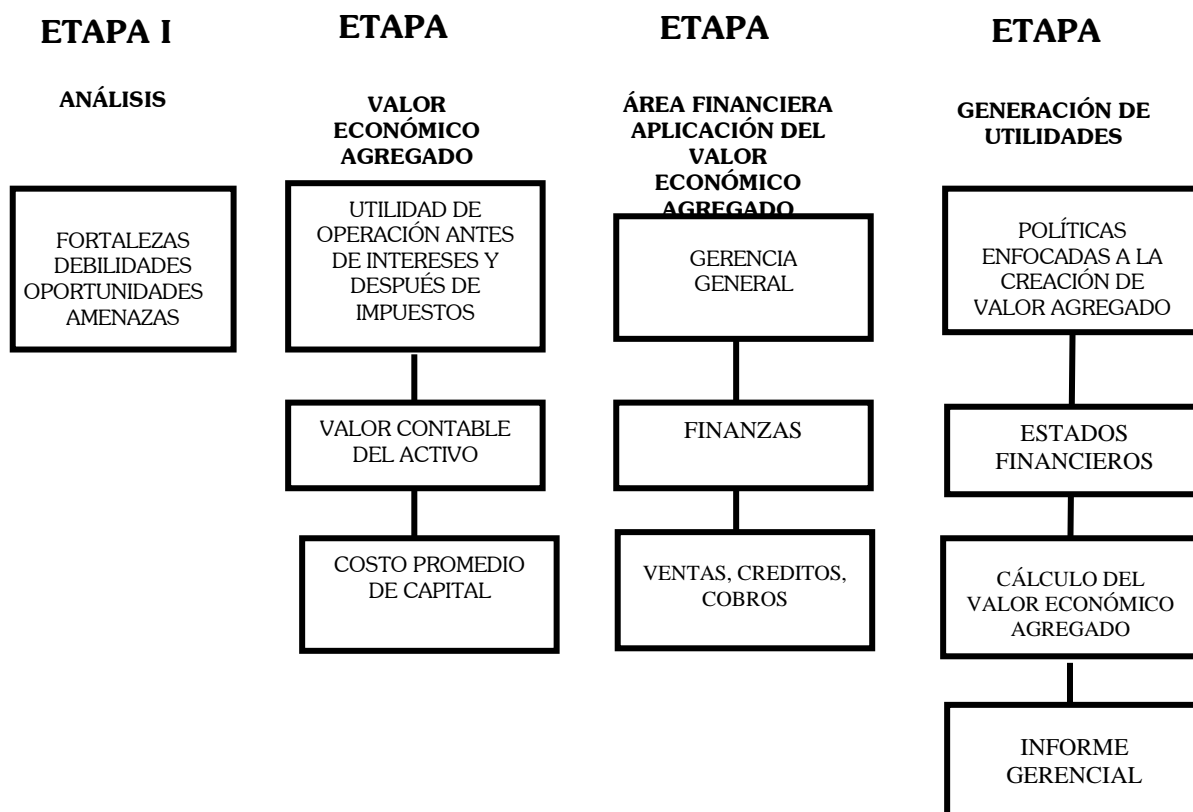 ETAPA I
ANÁLISIS
FORTALEZAS
DEBILIDADES
OPORTUNIDADES
AMENAZAS
ETAPA
VALOR
ECONÓMICO
AGREGADO
UTILIDAD DE
OPERACIÓN ANTES
DE INTERESES Y
DESPUÉS DE
IMPUESTOS
VALOR CONTABLE
DEL ACTIVO
COSTO PROMEDIO
DE CAPITAL
ETAPA
ÁREA FINANCIERA
APLICACIÓN DEL
VALOR
ECONÓMICO
AGREGADO
GERENCIA
GENERAL
FINANZAS
VENTAS, CREDITOS,
COBROS
ETAPA
GENERACIÓN DE
UTILIDADES
POLÍTICAS
ENFOCADAS A LA
CREACIÓN DE
VALOR AGREGADO
ESTADOS
FINANCIEROS
CÁLCULO DEL
VALOR ECONÓMICO
AGREGADO
INFORME
GERENCIAL